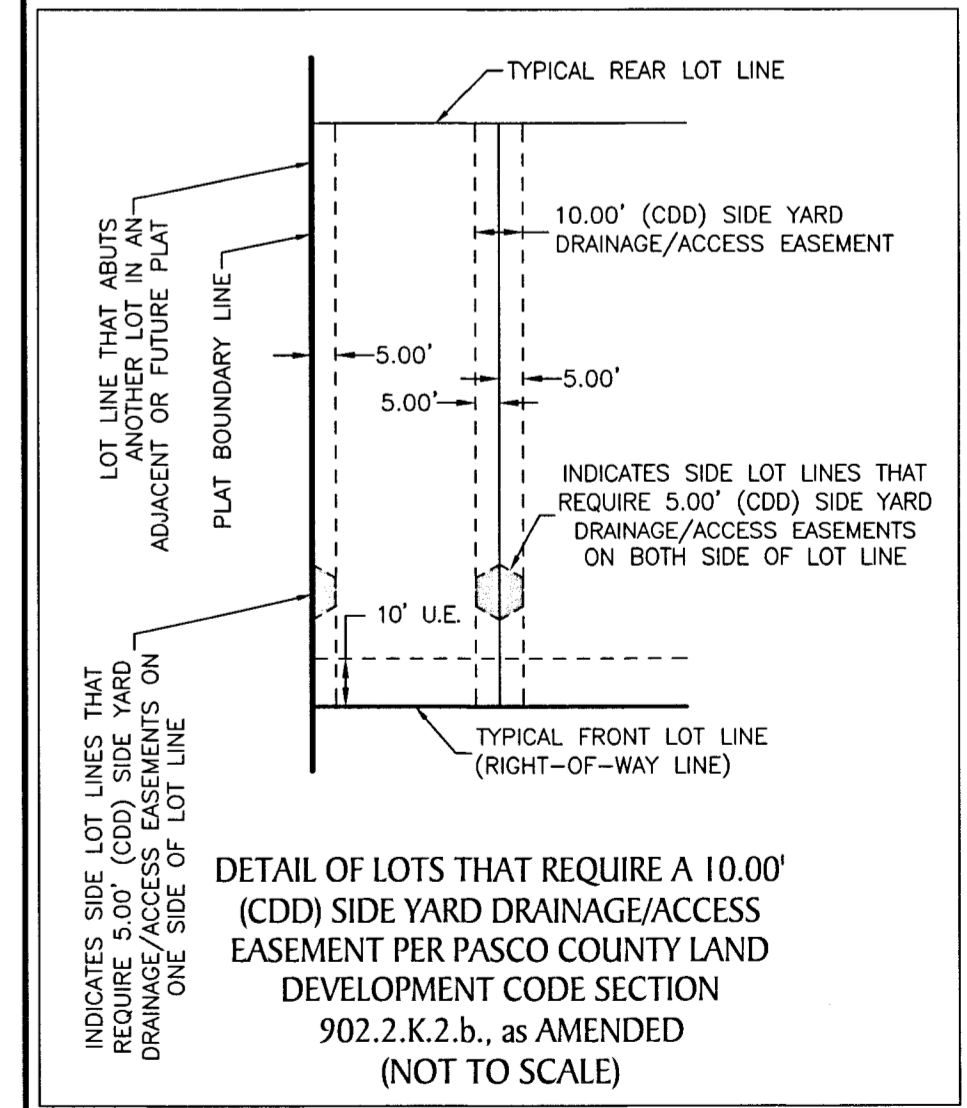 TYPICAL REAR LOT LINE
LOT LINE THAT ABUTS
ANOTHER LOT IN AN
ADJACENT OR FUTURE PLAT
PLAT BOUNDARY LINE
10.00' (CDD) SIDE YARD
DRAINAGE/ACCESS EASEMENT
5.00'
5.00'
5.00'
INDICATES SIDE LOT LINES THAT
REQUIRE 5.00' (CDD) SIDE YARD
DRAINAGE/ACCESS EASEMENTS
ON BOTH SIDE OF LOT LINE
10' U.E.
INDICATES SIDE LOT LINES THAT
REQUIRE 5.00' (CDD) SIDE YARD
DRAINAGE/ACCESS EASEMENTS ON
ONE SIDE OF LOT LINE
TYPICAL FRONT LOT LINE
(RIGHT-OF-WAY LINE)
DETAIL OF LOTS THAT REQUIRE A 10.00'
(CDD) SIDE YARD DRAINAGE/ACCESS
EASEMENT PER PASCO COUNTY LAND
DEVELOPMENT CODE SECTION
902.2.K.2.b., as AMENDED
(NOT TO SCALE)